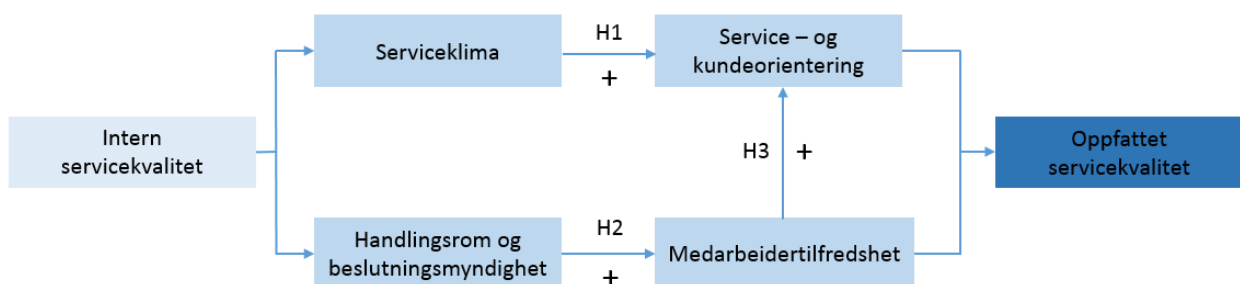 Intern
servicekvalitet
Serviceklima
H1
+
Service – og
kundeorientering
Handlingsrom og
beslutningsmyndighet
H2
+
Medarbeidertilfredshet
H3 +
Oppfattet
servicekvalitet